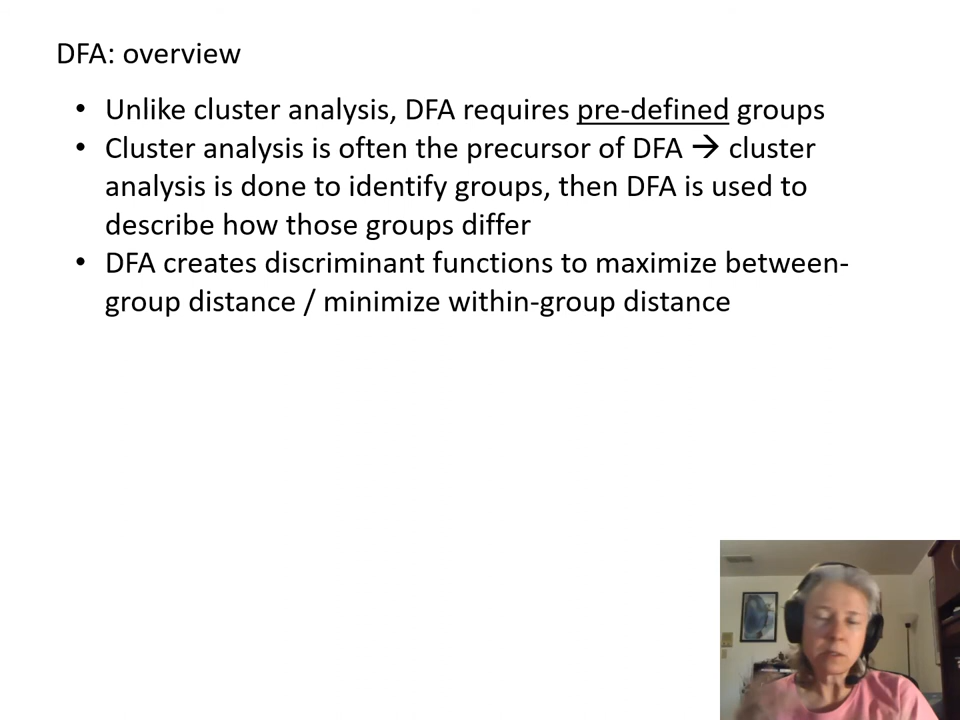 DFA: overview
• Unlike cluster analysis, DFA requires pre-defined groups
• Cluster analysis is often the precursor of DFA → cluster
analysis is done to identify groups, then DFA is used to
describe how those groups differ
• DFA creates discriminant functions to maximize between-
group distance / minimize within-group distance